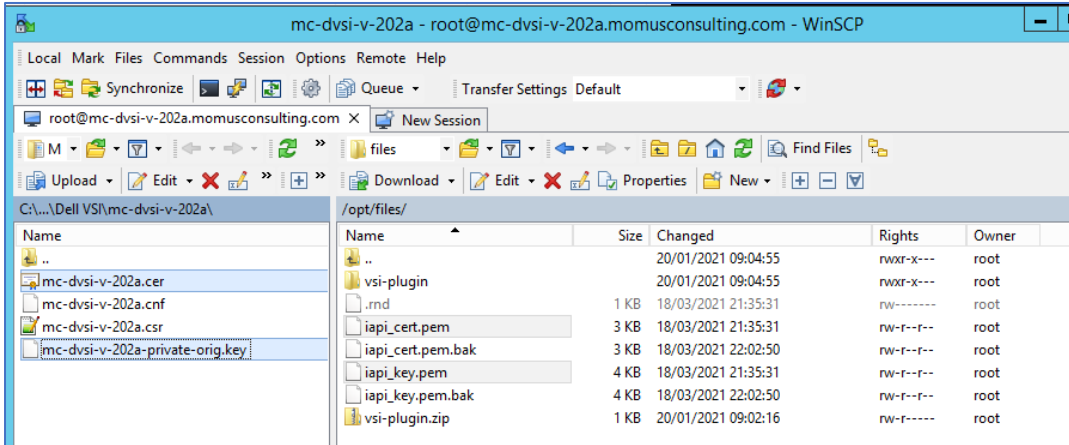 mc-dvsi-v-202a - root@mc-dvsi-v-202a.momusconsulting.com - WinSCP
Local Mark Files Commands Session Options Remote Help
Synchronize Queue Transfer Settings Default
root@mc-dvsi-v-202a.momusconsulting.com × New Session
M » files Find Files
Upload Edit » » Download Edit Properties New
C:\...\Dell VSI\mc-dvsi-v-202a\ /opt/files/
Name Name Size Changed Rights Owner
.. .. 20/01/2021 09:04:55 rwxr-x--- root
mc-dvsi-v-202a.cer vsi-plugin 20/01/2021 09:04:55 rwxr-x--- root
mc-dvsi-v-202a.cnf .rnd 1 KB 18/03/2021 21:35:31 rw------- root
mc-dvsi-v-202a.csr iapi_cert.pem 3 KB 18/03/2021 21:35:31 rw-r--r-- root
mc-dvsi-v-202a-private-orig.key iapi_cert.pem.bak 3 KB 18/03/2021 22:02:50 rw-r--r-- root
iapi_key.pem 4 KB 18/03/2021 21:35:31 rw-r--r-- root
iapi_key.pem.bak 4 KB 18/03/2021 22:02:50 rw-r--r-- root
vsi-plugin.zip 1 KB 20/01/2021 09:02:16 rw-r----- root